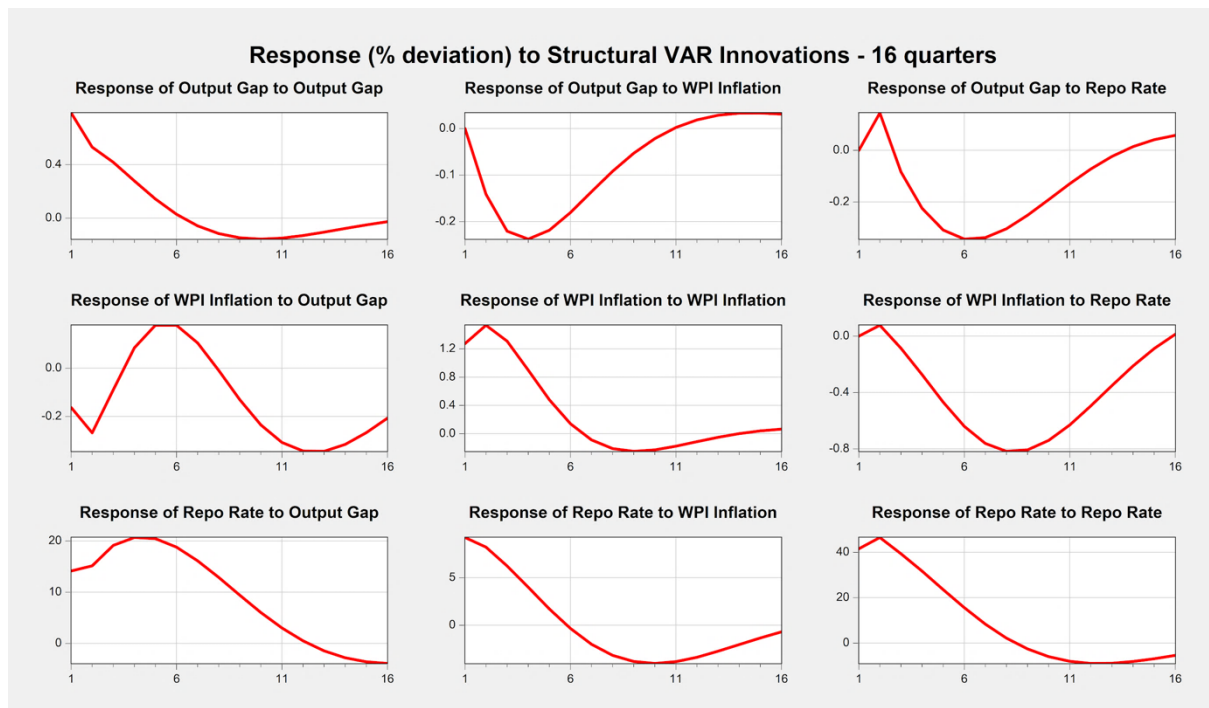 Response (% deviation) to Structural VAR Innovations - 16 quarters
Response of Output Gap to Output Gap
0.4
0.0
1 6 11 16
Response of Output Gap to WPI Inflation
0.0
-0.1
-0.2
1 6 11 16
Response of Output Gap to Repo Rate
0.0
-0.2
1 6 11 16
Response of WPI Inflation to Output Gap
0.0
-0.2
1 6 11 16
Response of WPI Inflation to WPI Inflation
1.2
0.8
0.4
0.0
1 6 11 16
Response of WPI Inflation to Repo Rate
0.0
-0.4
-0.8
1 6 11 16
Response of Repo Rate to Output Gap
20
10
0
1 6 11 16
Response of Repo Rate to WPI Inflation
5
0
1 6 11 16
Response of Repo Rate to Repo Rate
40
20
0
1 6 11 16